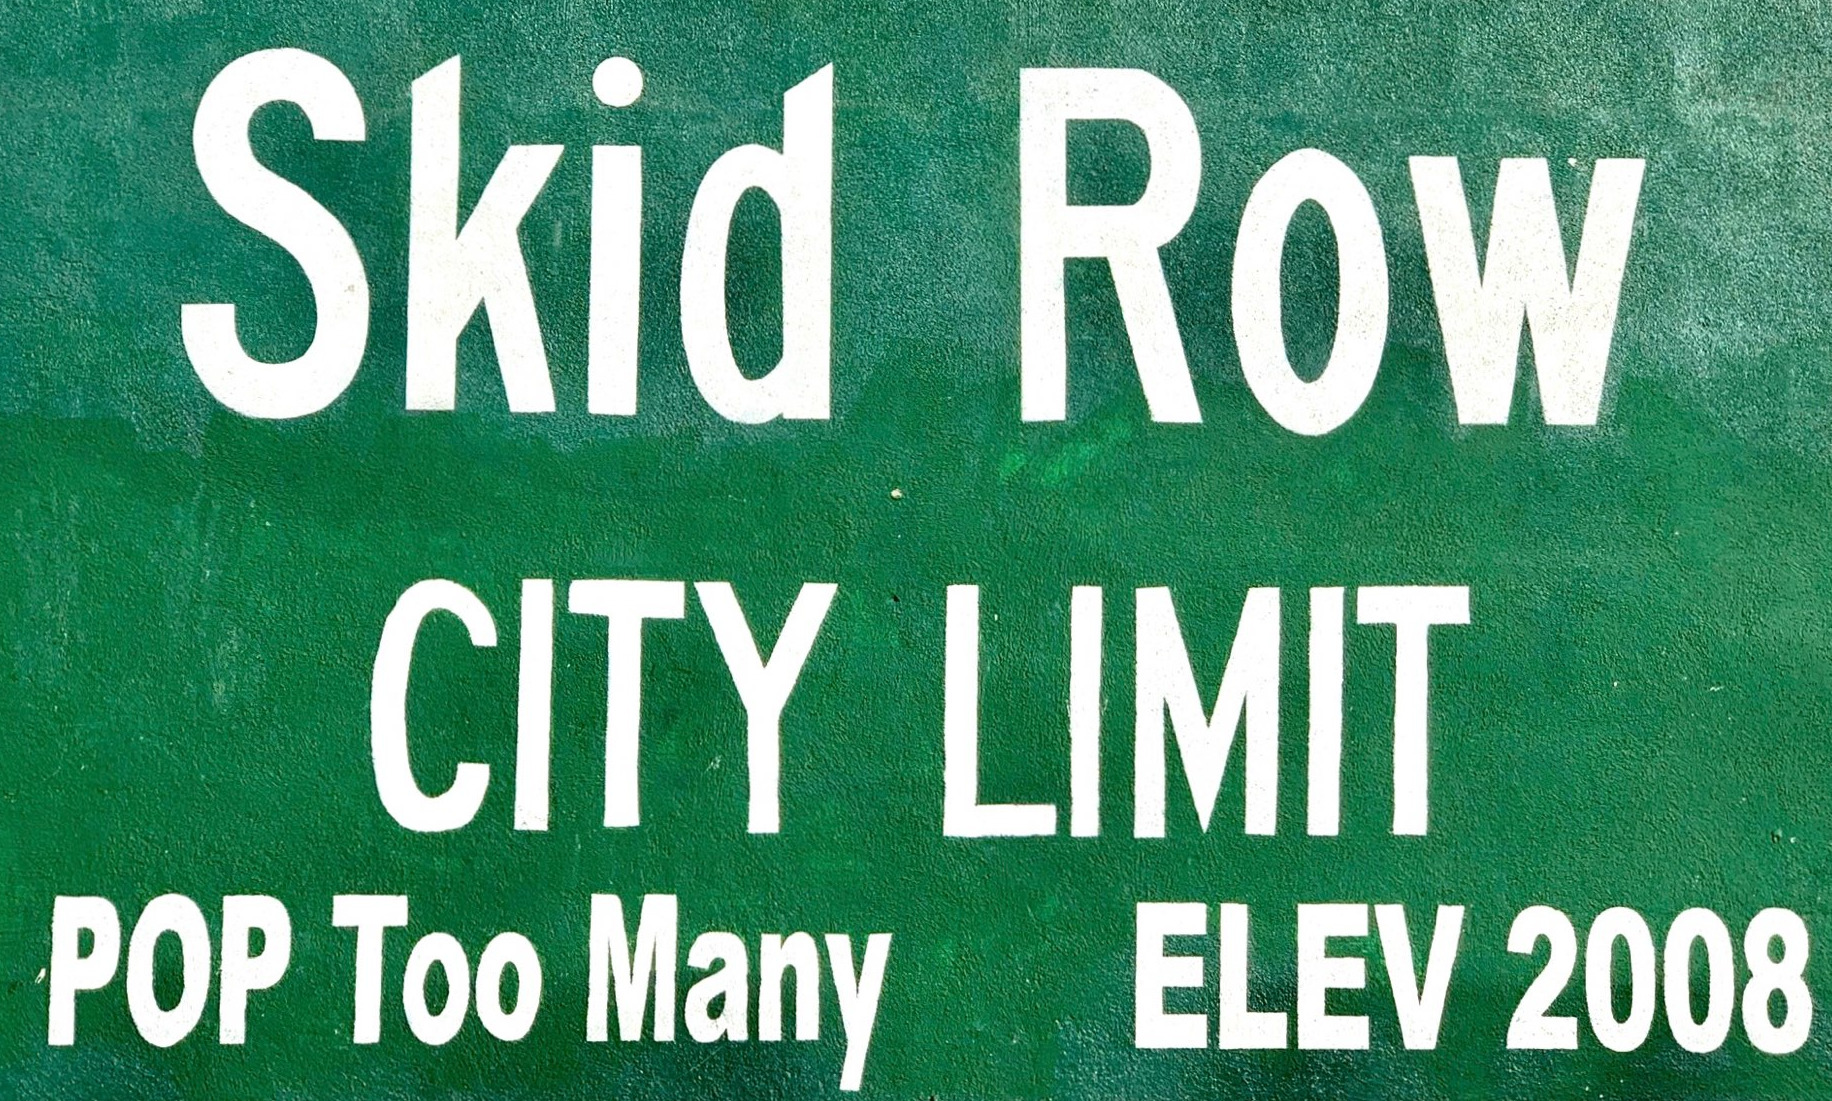 Skid Row
CITY LIMIT
POP Too Many ELEV 2008